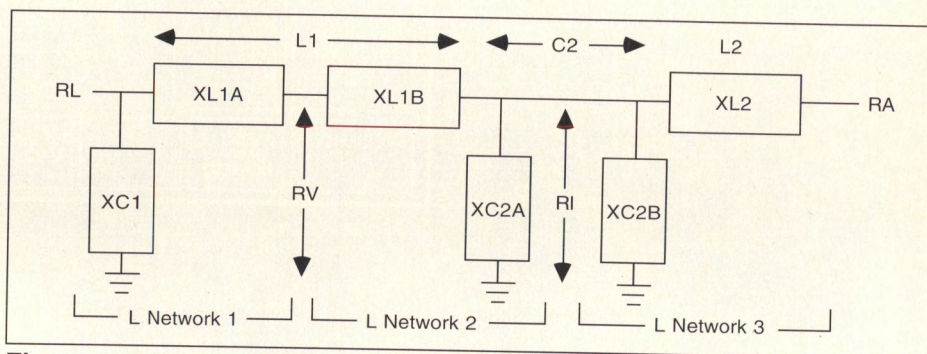 L1
C2
L2
RL
XL1A
XL1B
XL2
RA
XC1
RV
XC2A
RI
XC2B
L Network 1
L Network 2
L Network 3